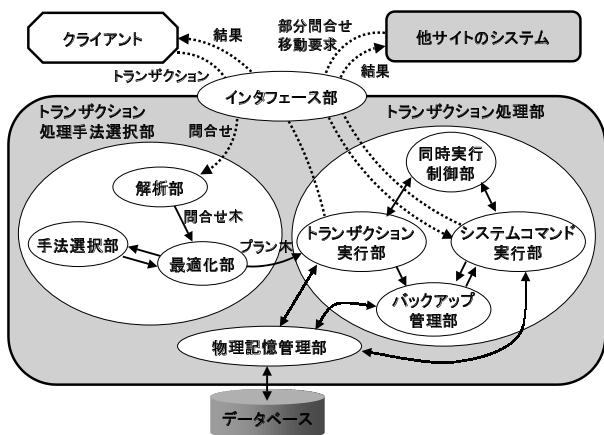 クライアント
結果
トランザクション
部分問合せ
移動要求
他サイトのシステム
結果
インタフェース部
トランザクション
処理手法選択部
問合せ
トランザクション処理部
同時実行
制御部
解析部
問合せ木
手法選択部
最適化部
プラン木
トランザクション
実行部
システムコマンド
実行部
バックアップ
管理部
物理記憶管理部
データベース